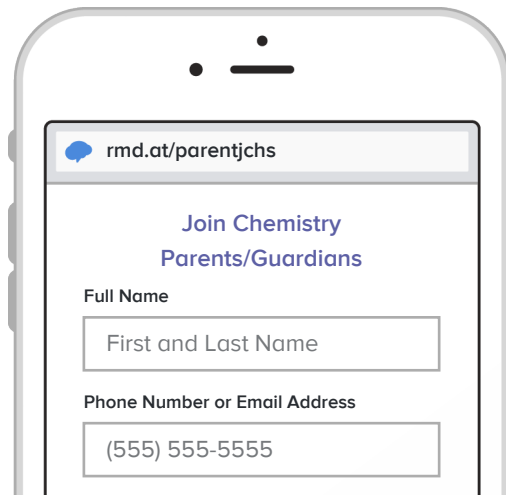 rmd.at/parentjchs
Join Chemistry
Parents/Guardians
Full Name
First and Last Name
Phone Number or Email Address
(555) 555-5555